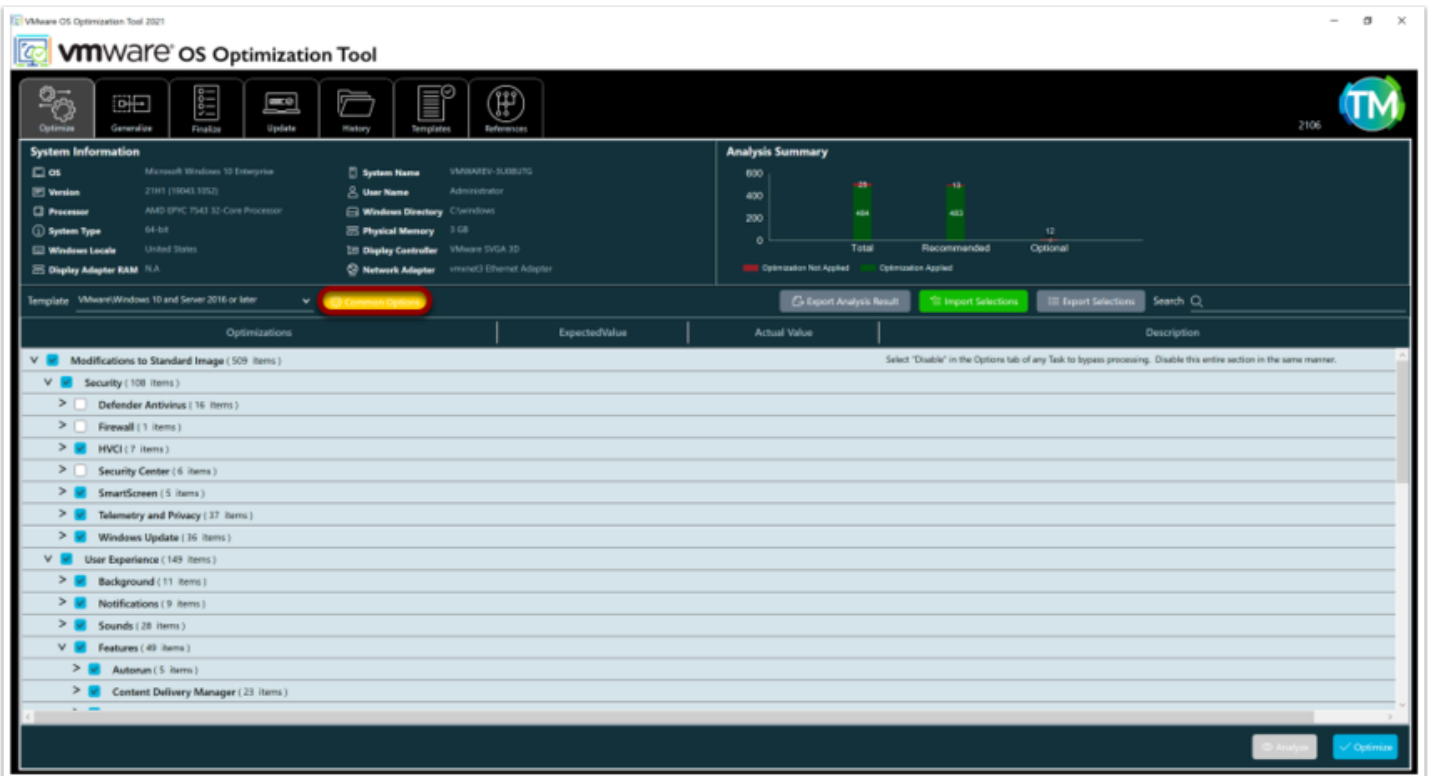 VMware OS Optimization Tool 2021
vmware® OS Optimization Tool
Optimize Generalize Finalize Update History Templates References
2106 TM
System Information
OS Microsoft Windows 10 Enterprise System Name
Version 21H1 (19043.1052) User Name Administrator
Processor AMD EPYC 7543 32-Core Processor Windows Directory C:\windows
System Type 64-bit Physical Memory 3 GB
Windows Locale United States Display Controller VMware SVGA 3D
Display Adapter RAM N.A Network Adapter vmxnet3 Ethernet Adapter
Analysis Summary
600
400
200
0
484 483 12
13
Total Recommended Optional
Optimization Not Applied Optimization Applied
Template VMware\Windows 10 and Server 2016 or later Common Options Export Analysis Result Import Selections Export Selections Search
Optimizations ExpectedValue Actual Value Description
Modifications to Standard Image ( 509 items ) Select "Disable" in the Options tab of any Task to bypass processing. Disable this entire section in the same manner.
Security ( 108 items )
Defender Antivirus ( 16 items )
Firewall ( 1 items )
HVCI ( 7 items )
Security Center ( 6 items )
SmartScreen ( 5 items )
Telemetry and Privacy ( 37 items )
Windows Update ( 36 items )
User Experience ( 149 items )
Background ( 11 items )
Notifications ( 9 items )
Sounds ( 28 items )
Features ( 49 items )
Autorun ( 5 items )
Content Delivery Manager ( 23 items )
Analyze Optimize